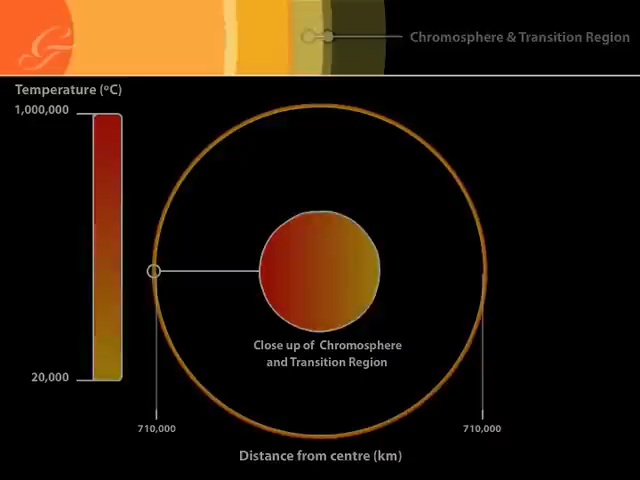 Chromosphere & Transition Region
Temperature (ºC)
1,000,000
20,000
Close up of Chromosphere
and Transition Region
710,000
710,000
Distance from centre (km)